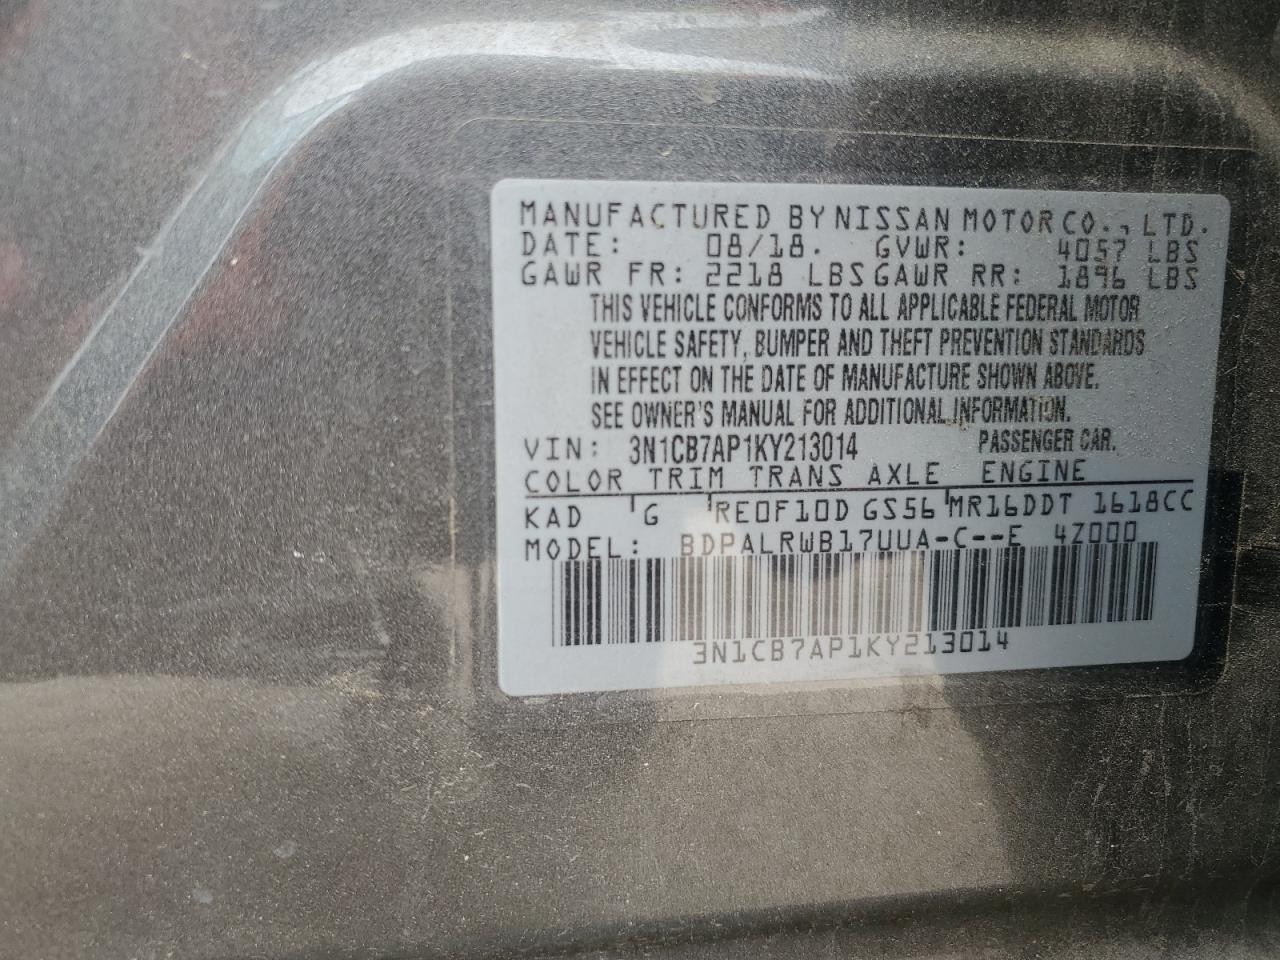 MANUFACTURED BY NISSAN MOTOR CO., LTD.
DATE: 08/18. GVWR: 4057 LBS
GAWR FR: 2218 LBS GAWR RR: 1896 LBS
THIS VEHICLE CONFORMS TO ALL APPLICABLE FEDERAL MOTOR
VEHICLE SAFETY, BUMPER AND THEFT PREVENTION STANDARDS
IN EFFECT ON THE DATE OF MANUFACTURE SHOWN ABOVE.
SEE OWNER'S MANUAL FOR ADDITIONAL INFORMATION.
VIN: 3N1CB7AP1KY213014 PASSENGER CAR.
COLOR TRIM TRANS AXLE ENGINE
KAD G RE0F10D GS56 MR16DDT 1618CC
MODEL: BDPALRWB17UUA-C--E 4Z000
3N1CB7AP1KY213014